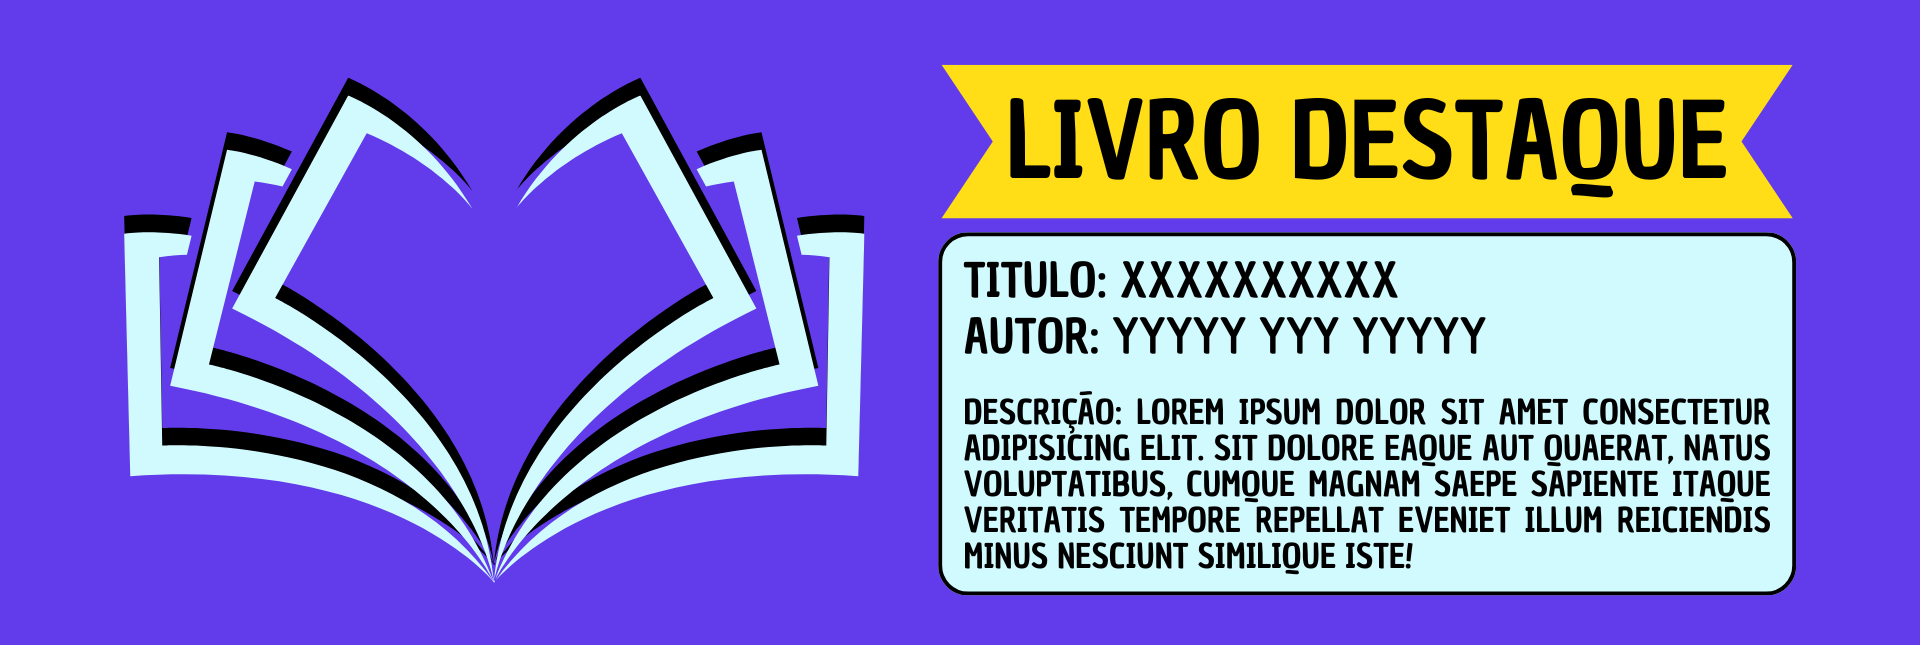 LIVRO DESTAQUE
TITULO: XXXXXXXXXX
AUTOR: YYYYY YYY YYYYY
DESCRIÇÃO: LOREM IPSUM DOLOR SIT AMET CONSECTETUR
ADIPISICING ELIT. SIT DOLORE EAQUE AUT QUAERAT, NATUS
VOLUPTATIBUS, CUMQUE MAGNAM SAEPE SAPIENTE ITAQUE
VERITATIS TEMPORE REPELLAT EVENIET ILLUM REICIENDIS
MINUS NESCIUNT SIMILIQUE ISTE!